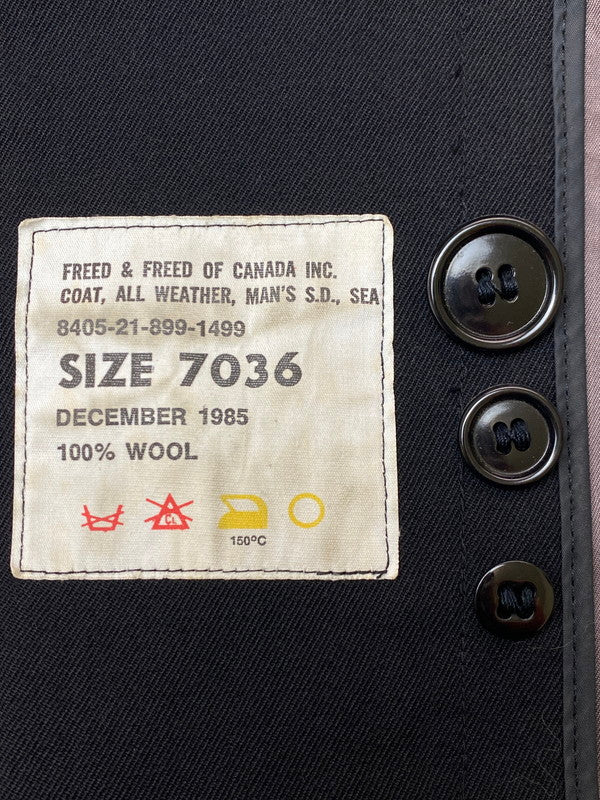 FREED & FREED OF CANADA INC.
COAT, ALL WEATHER, MAN'S S.D., SEA
8405-21-899-1499
SIZE 7036
DECEMBER 1985
100% WOOL
CL
150°C